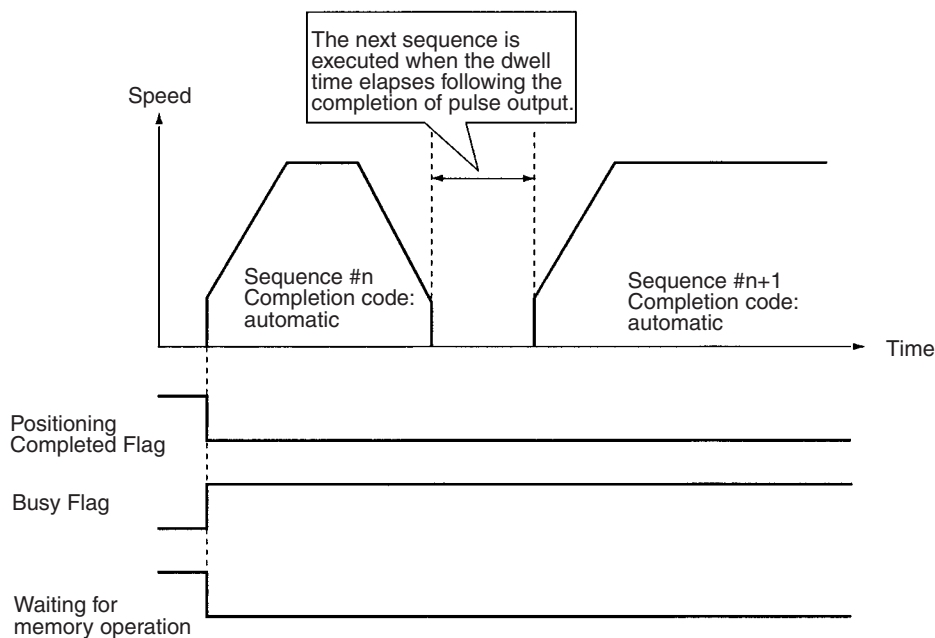 The next sequence is
executed when the dwell
time elapses following the
completion of pulse output.
Speed
Sequence #n
Completion code:
automatic
Sequence #n+1
Completion code:
automatic
Time
Positioning
Completed Flag
Busy Flag
Waiting for
memory operation